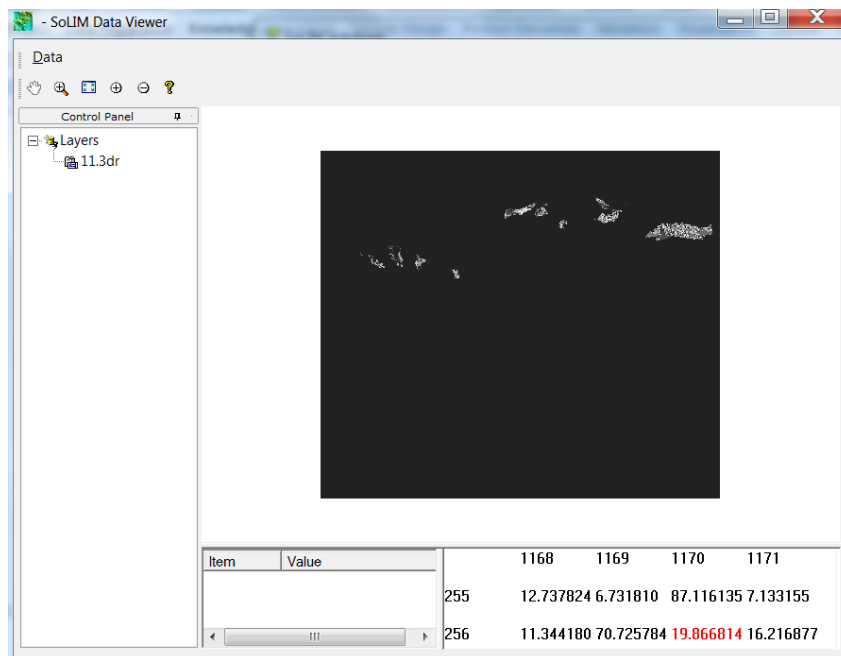 - SoLIM Data Viewer
Data
Control Panel
Layers
11.3dr
Item Value
1168 1169 1170 1171
255 12.737824 6.731810 87.116135 7.133155
256 11.344180 70.725784 19.866814 16.216877